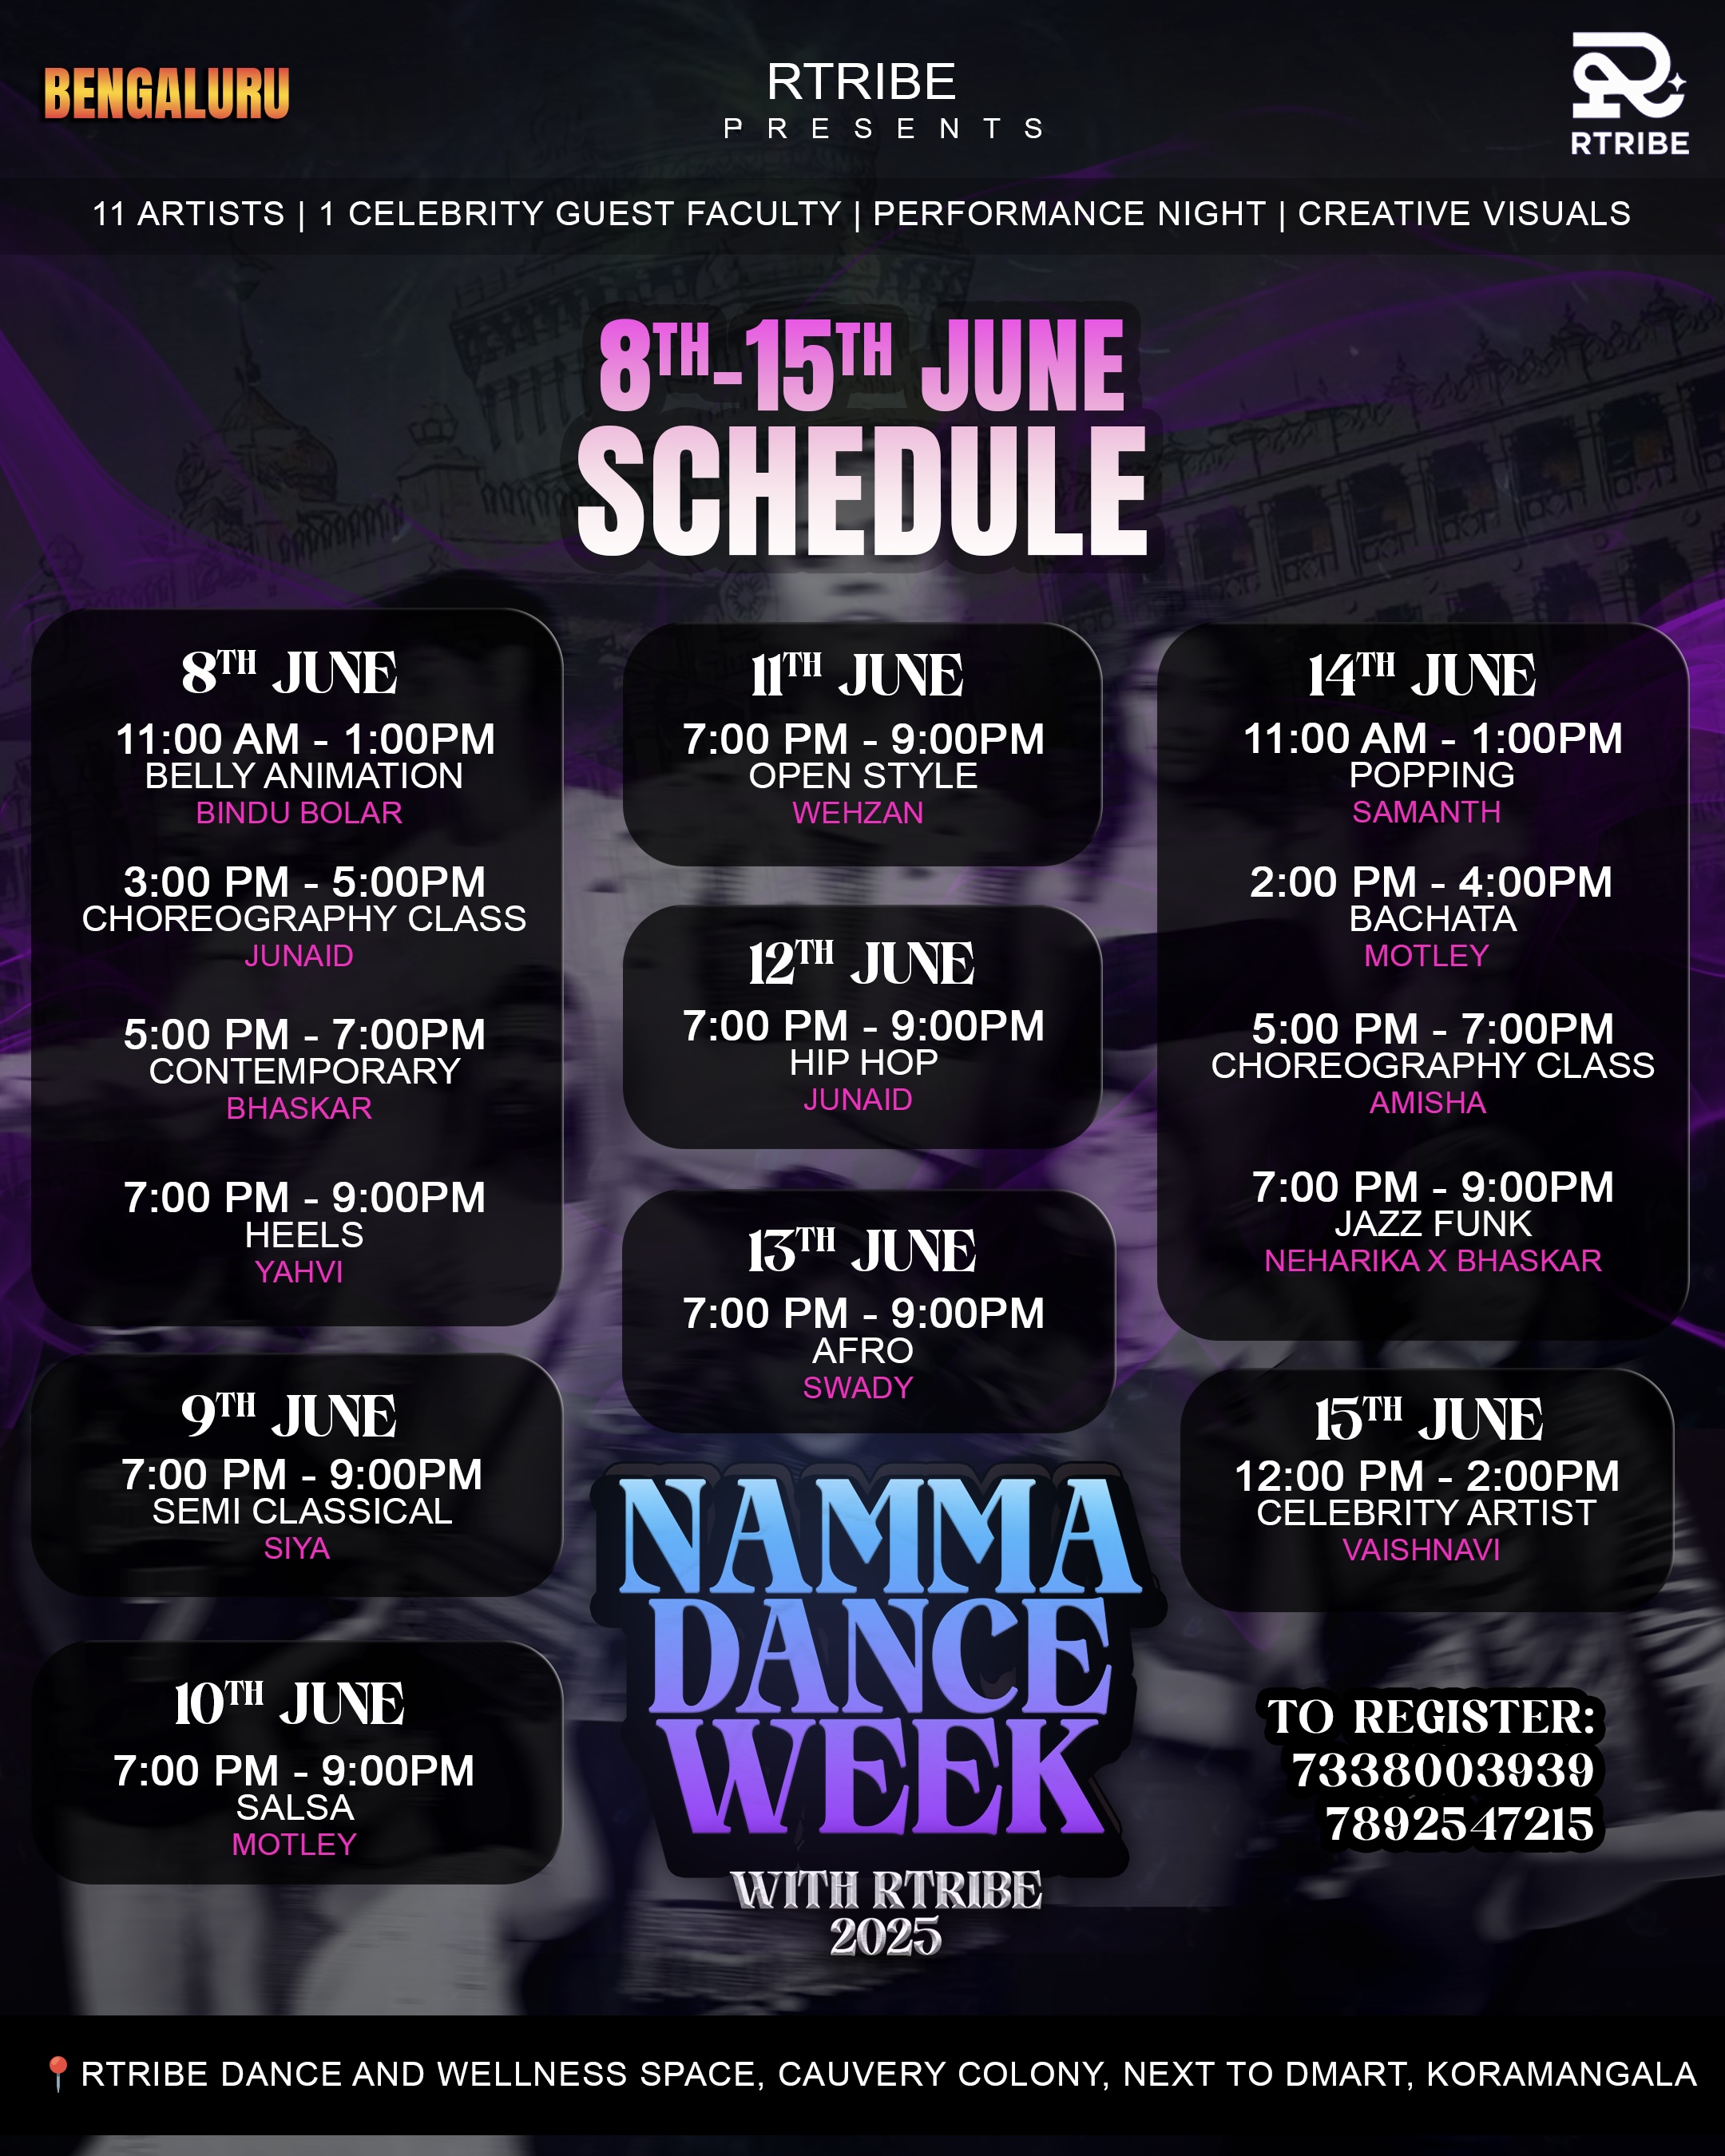 BENGALURU
RTRIBE
PRESENTS
RTRIBE
11 ARTISTS | 1 CELEBRITY GUEST FACULTY | PERFORMANCE NIGHT | CREATIVE VISUALS
8TH-15TH JUNE
SCHEDULE
8TH JUNE
11:00 AM - 1:00PM
BELLY ANIMATION
BINDU BOLAR
3:00 PM - 5:00PM
CHOREOGRAPHY CLASS
JUNAID
5:00 PM - 7:00PM
CONTEMPORARY
BHASKAR
7:00 PM - 9:00PM
HEELS
YAHVI
9TH JUNE
7:00 PM - 9:00PM
SEMI CLASSICAL
SIYA
10TH JUNE
7:00 PM - 9:00PM
SALSA
MOTLEY
11TH JUNE
7:00 PM - 9:00PM
OPEN STYLE
WEHZAN
12TH JUNE
7:00 PM - 9:00PM
HIP HOP
JUNAID
13TH JUNE
7:00 PM - 9:00PM
AFRO
SWADY
14TH JUNE
11:00 AM - 1:00PM
POPPING
SAMANTH
2:00 PM - 4:00PM
BACHATA
MOTLEY
5:00 PM - 7:00PM
CHOREOGRAPHY CLASS
AMISHA
7:00 PM - 9:00PM
JAZZ FUNK
NEHARIKA X BHASKAR
15TH JUNE
12:00 PM - 2:00PM
CELEBRITY ARTIST
VAISHNAVI
NAMMA
DANCE
WEEK
WITH RTRIBE
2025
TO REGISTER:
7338003939
7892547215
📍RTRIBE DANCE AND WELLNESS SPACE, CAUVERY COLONY, NEXT TO DMART, KORAMANGALA